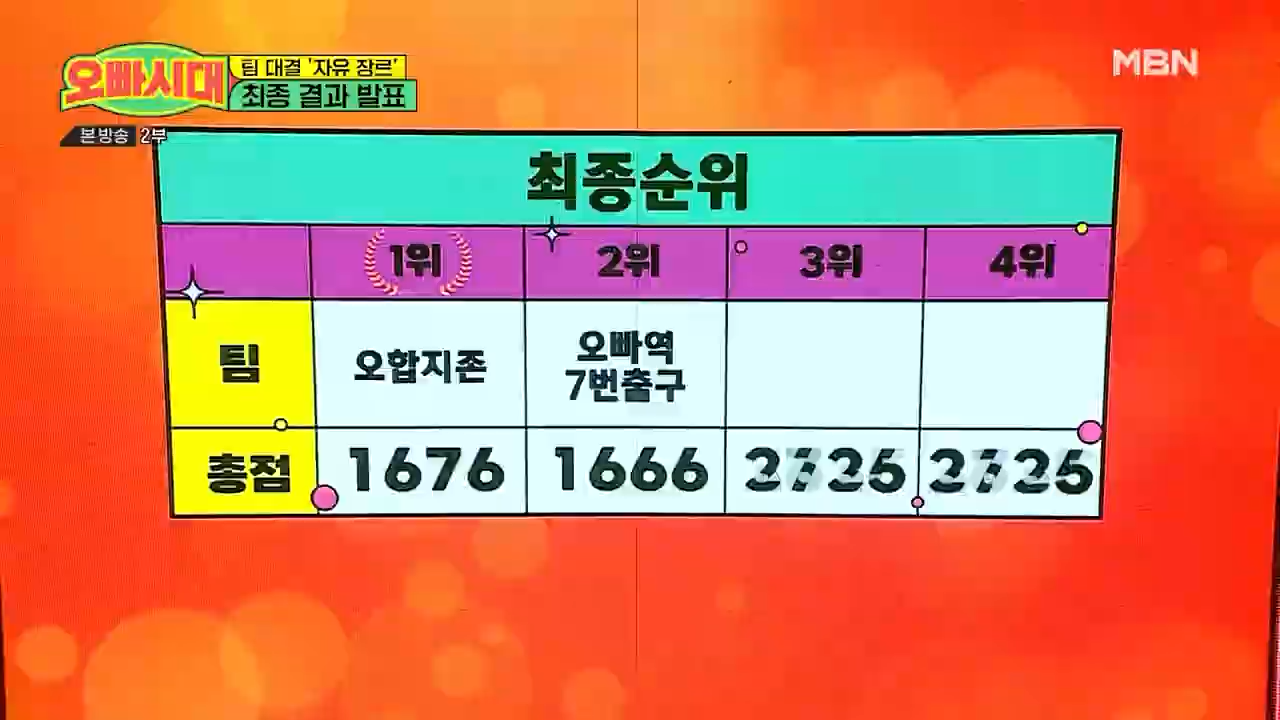 오빠시대
팀 대결 '자유 장르'
최종 결과 발표
MBN
본방송 2부
최종순위
1위 2위 3위 4위
팀 오합지존 오빠역 7번출구
총점 1676 1666